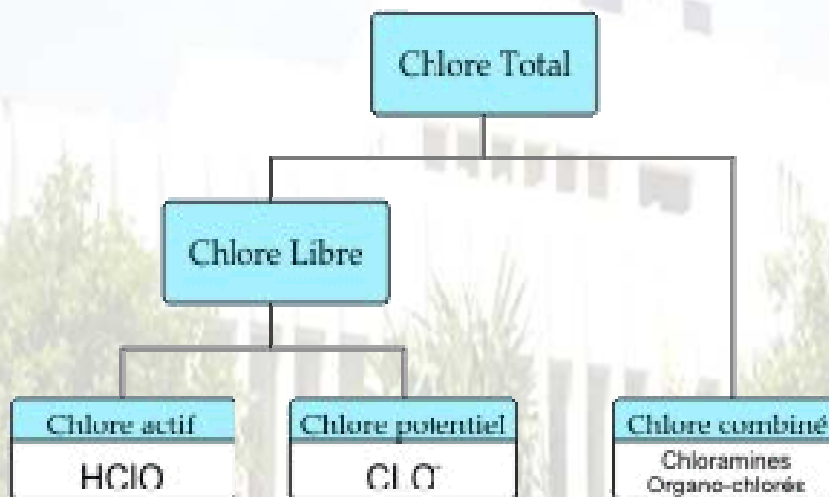 Chlore Total
Chlore Libre
Chlore actif
HClO
Chlore potentiel
CLO⁻
Chlore combiné
Chloramines
Organo-chlorés